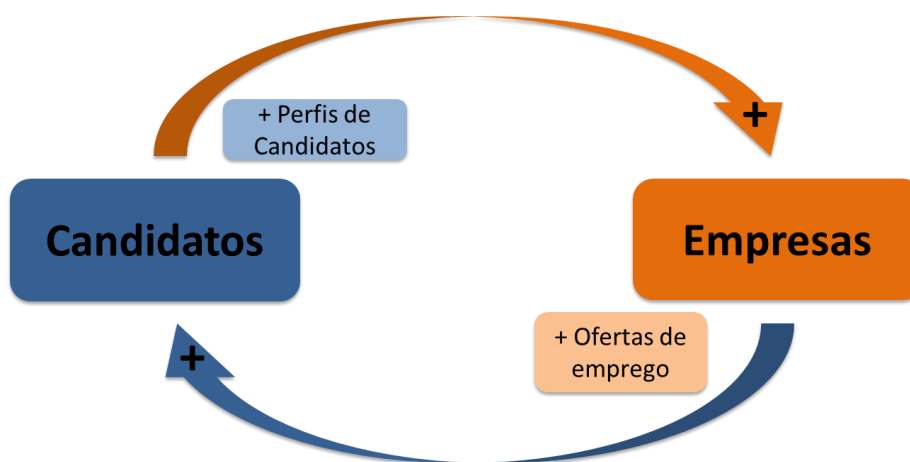 +
+ Perfis de
Candidatos
Candidatos
Empresas
+ Ofertas de
emprego
+